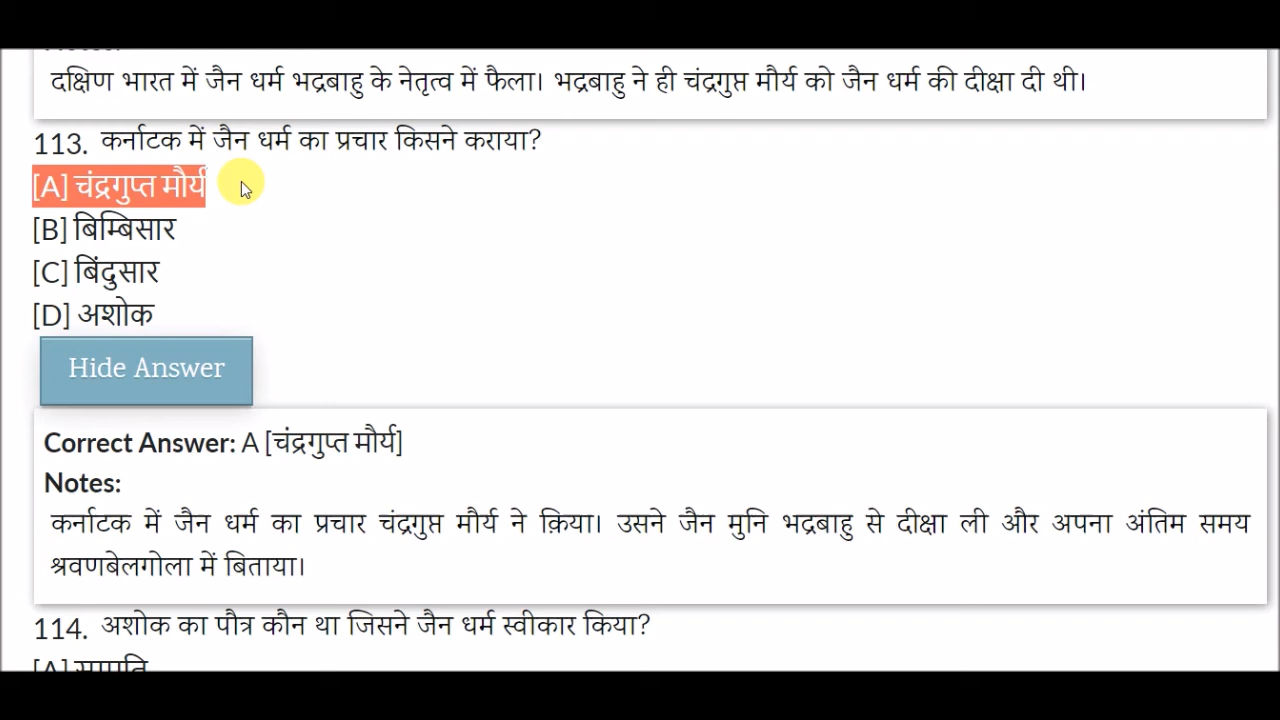 दक्षिण भारत में जैन धर्म भद्रबाहु के नेतृत्व में फैला। भद्रबाहु ने ही चंद्रगुप्त मौर्य को जैन धर्म की दीक्षा दी थी।
113. कर्नाटक में जैन धर्म का प्रचार किसने कराया?
[A] चंद्रगुप्त मौर्य
[B] बिम्बिसार
[C] बिंदुसार
[D] अशोक
Hide Answer
Correct Answer: A [चंद्रगुप्त मौर्य]
Notes:
कर्नाटक में जैन धर्म का प्रचार चंद्रगुप्त मौर्य ने क़िया। उसने जैन मुनि भद्रबाहु से दीक्षा ली और अपना अंतिम समय
श्रवणबेलगोला में बिताया।
114. अशोक का पौत्र कौन था जिसने जैन धर्म स्वीकार किया?
[A]